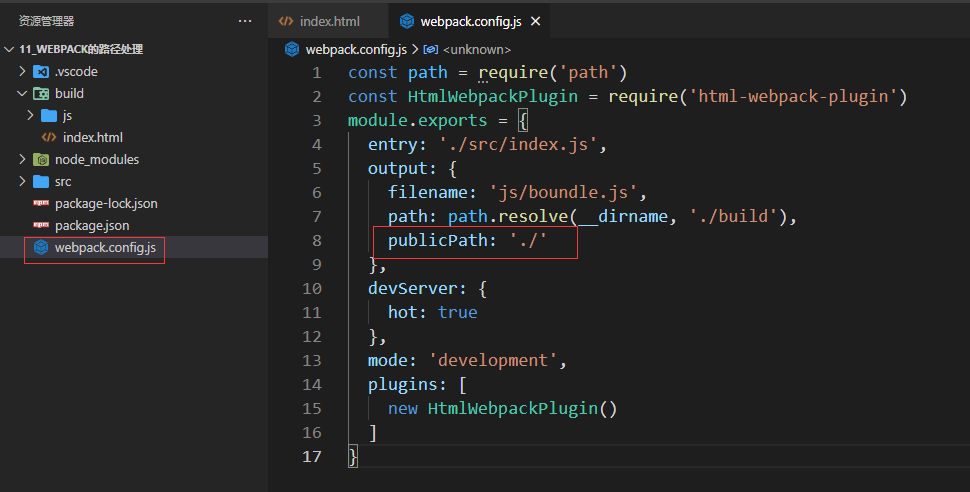 资源管理器
···
11_WEBPACK的路径处理
.vscode
build
js
index.html
node_modules
src
package-lock.json
package.json
webpack.config.js
index.html
webpack.config.js
webpack.config.js > <unknown>
1 const path = require('path')
2 const HtmlWebpackPlugin = require('html-webpack-plugin')
3 module.exports = {
4   entry: './src/index.js',
5   output: {
6     filename: 'js/boundle.js',
7     path: path.resolve(__dirname, './build'),
8     publicPath: './'
9   },
10   devServer: {
11     hot: true
12   },
13   mode: 'development',
14   plugins: [
15     new HtmlWebpackPlugin()
16   ]
17 }